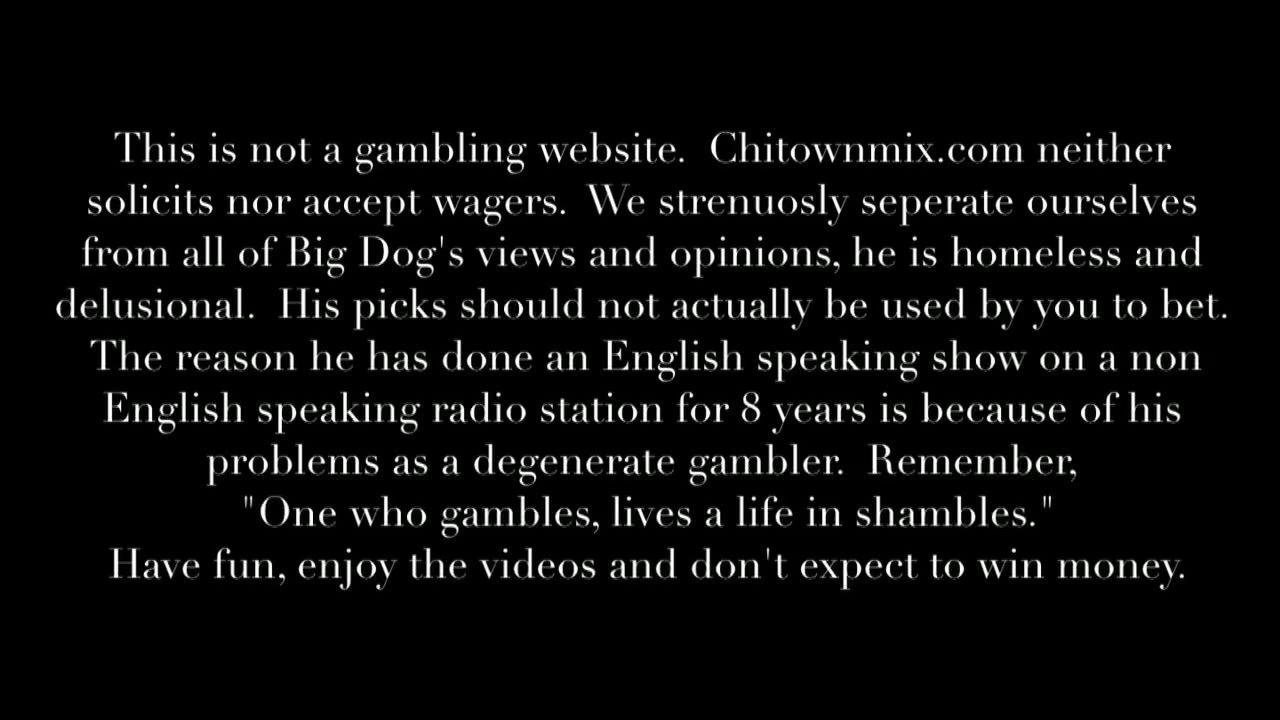 This is not a gambling website.  Chitownmix.com neither
solicits nor accept wagers.  We strenuosly seperate ourselves
from all of Big Dog's views and opinions, he is homeless and
delusional.  His picks should not actually be used by you to bet.
The reason he has done an English speaking show on a non
English speaking radio station for 8 years is because of his
problems as a degenerate gambler.  Remember,
"One who gambles, lives a life in shambles."
Have fun, enjoy the videos and don't expect to win money.